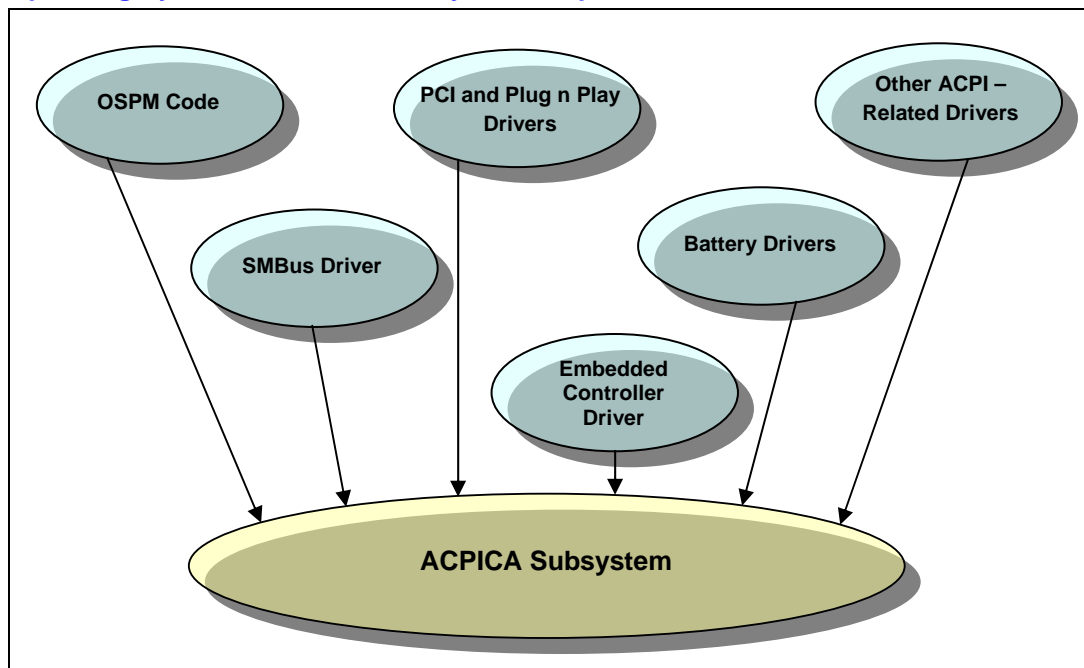 OSPM Code
PCI and Plug n Play
Drivers
Other ACPI –
Related Drivers
SMBus Driver
Battery Drivers
Embedded
Controller
Driver
ACPICA Subsystem